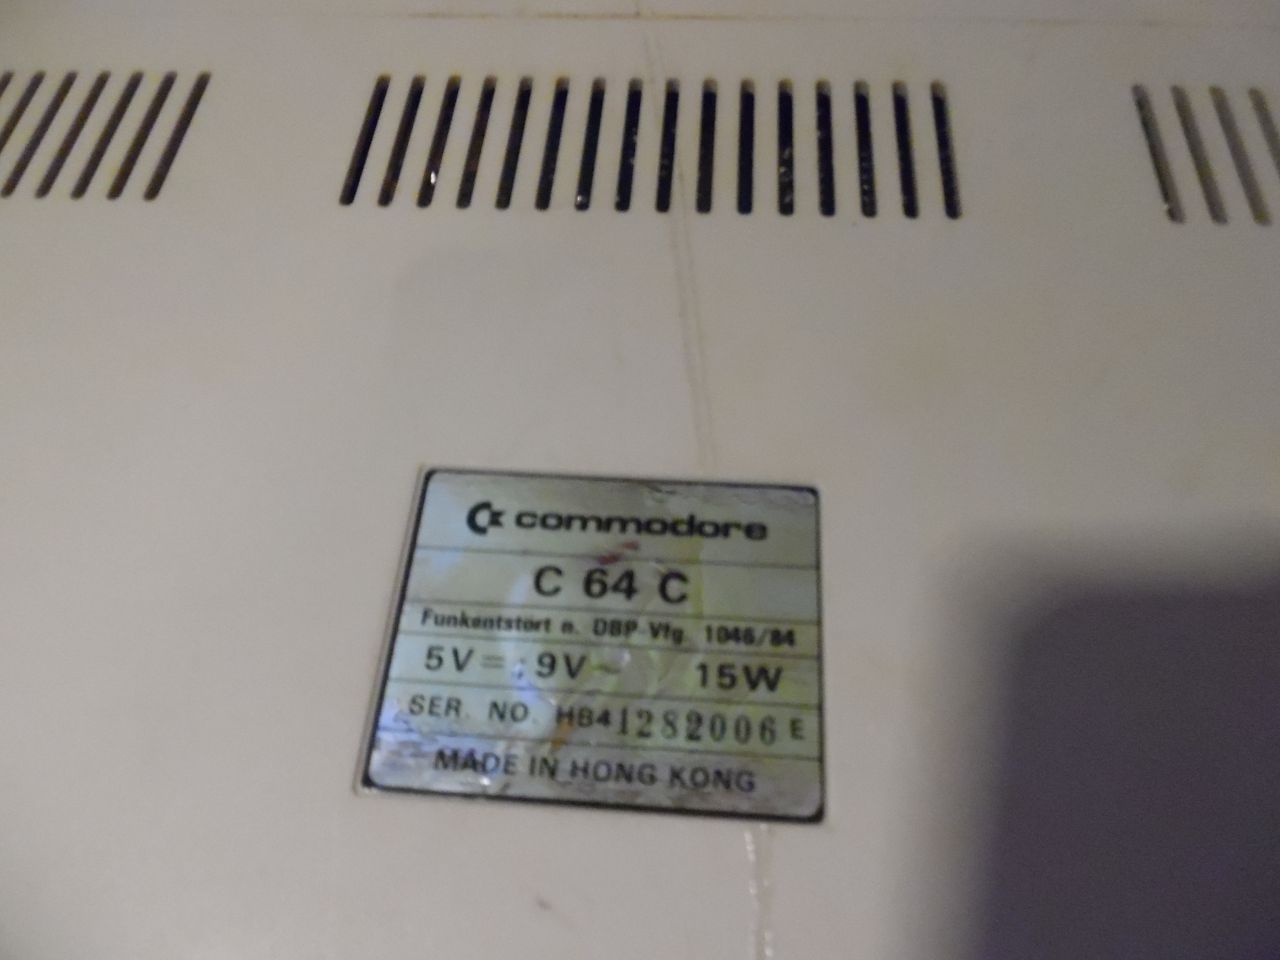 commodore
C 64 C
Funkentstört n. DBP-Vfg. 1046/84
5V= ; 9V~ 15W
SER. NO. HB41282006 E
MADE IN HONG KONG